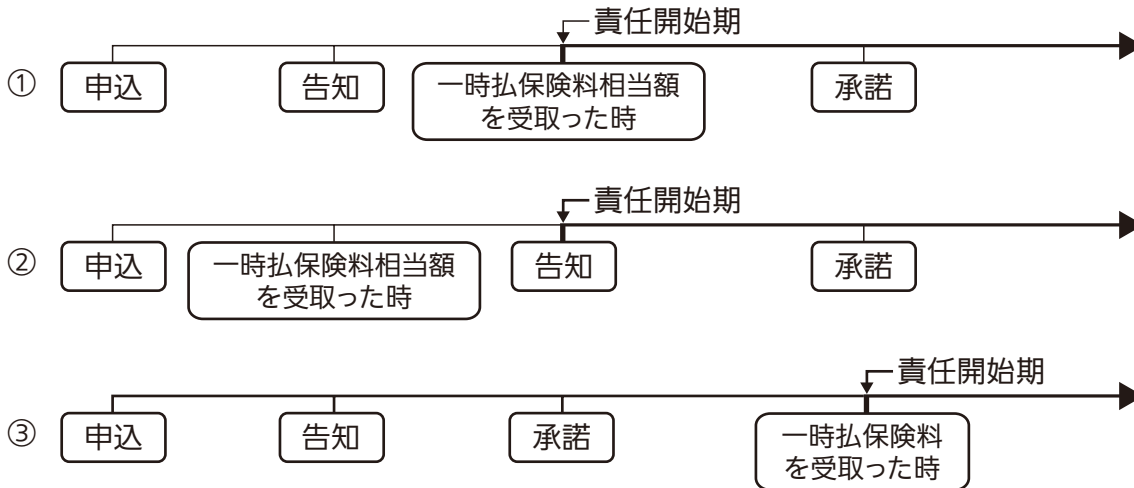 責任開始期
①
申込
告知
一時払保険料相当額
を受取った時
承諾
責任開始期
②
申込
一時払保険料相当額
を受取った時
告知
承諾
責任開始期
③
申込
告知
承諾
一時払保険料
を受取った時